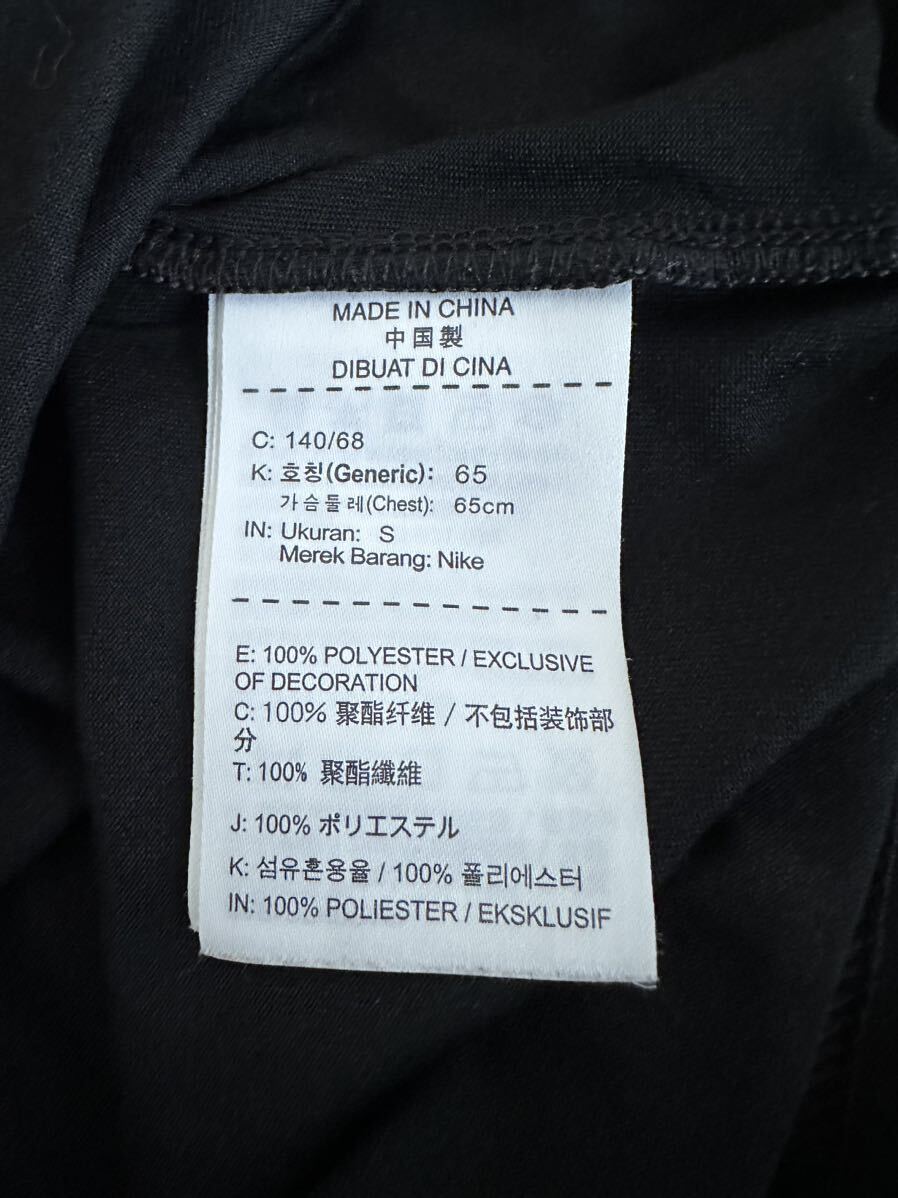 MADE IN CHINA
中国製
DIBUAT DI CINA
C: 140/68
K: 호칭(Generic): 65
가슴둘레(Chest): 65cm
IN: Ukuran: S
Merek Barang: Nike
E: 100% POLYESTER / EXCLUSIVE
OF DECORATION
C: 100% 聚酯纤维 / 不包括装饰部
分
T: 100% 聚酯纖維
J: 100% ポリエステル
K: 섬유혼용율 / 100% 폴리에스터
IN: 100% POLIESTER / EKSKLUSIF